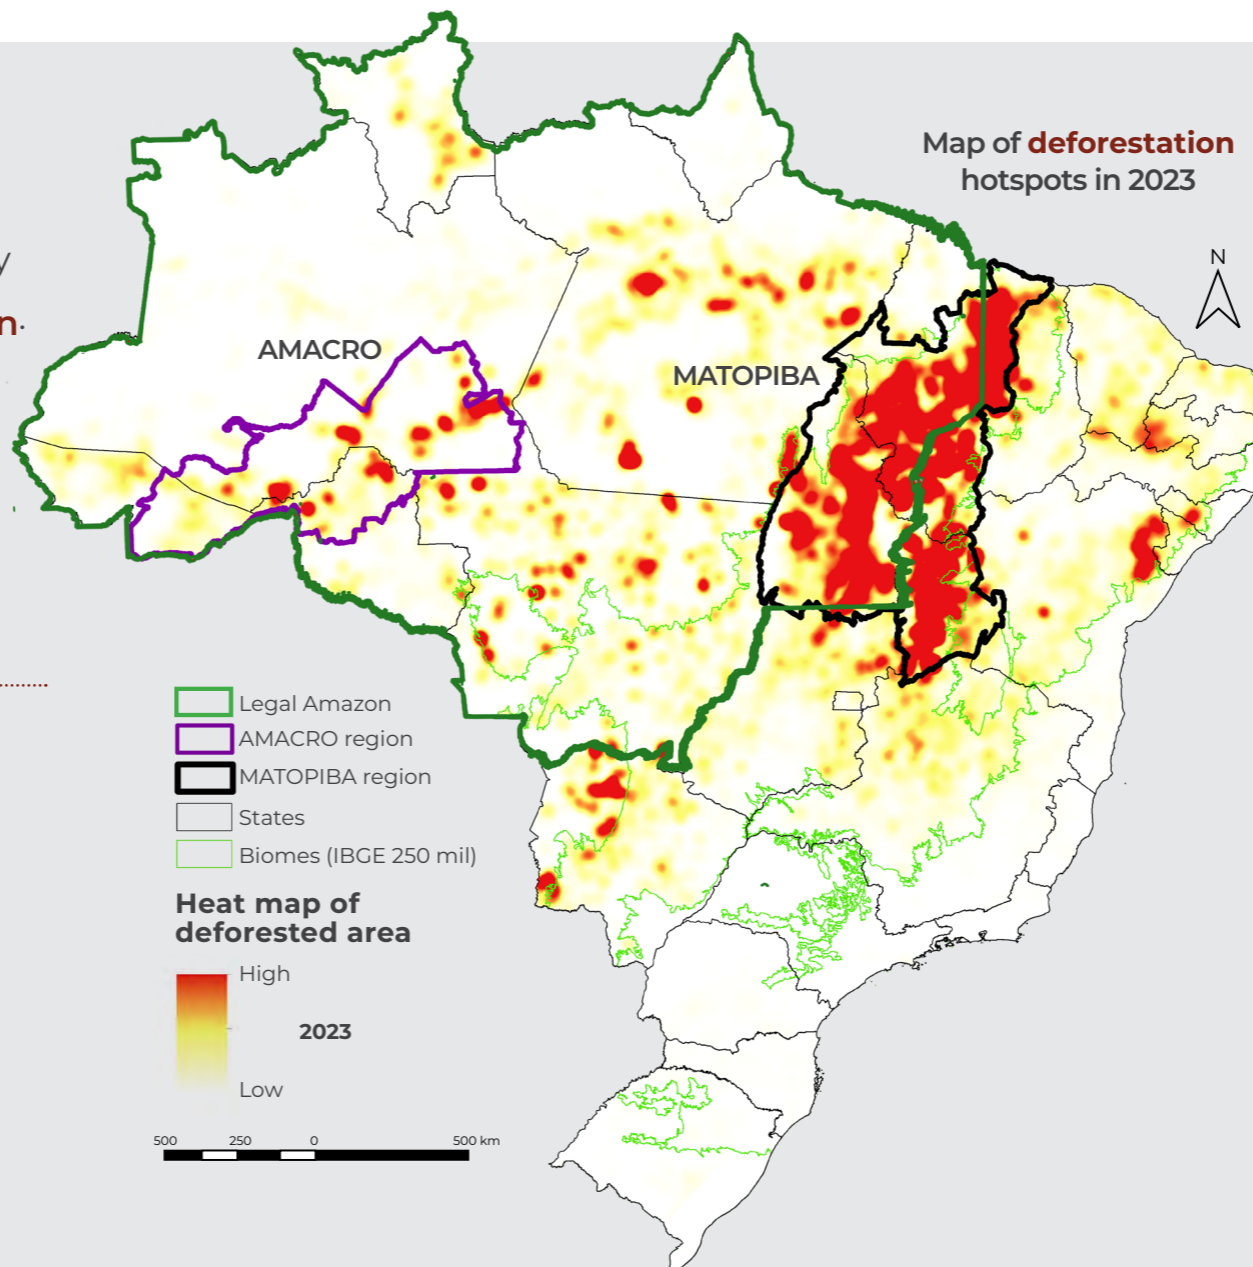 Map of deforestation
hotspots in 2023
N
y
n.
AMACRO
MATOPIBA
Legal Amazon
AMACRO region
MATOPIBA region
States
Biomes (IBGE 250 mil)
Heat map of
deforested area
High
2023
Low
500 250 0 500 km